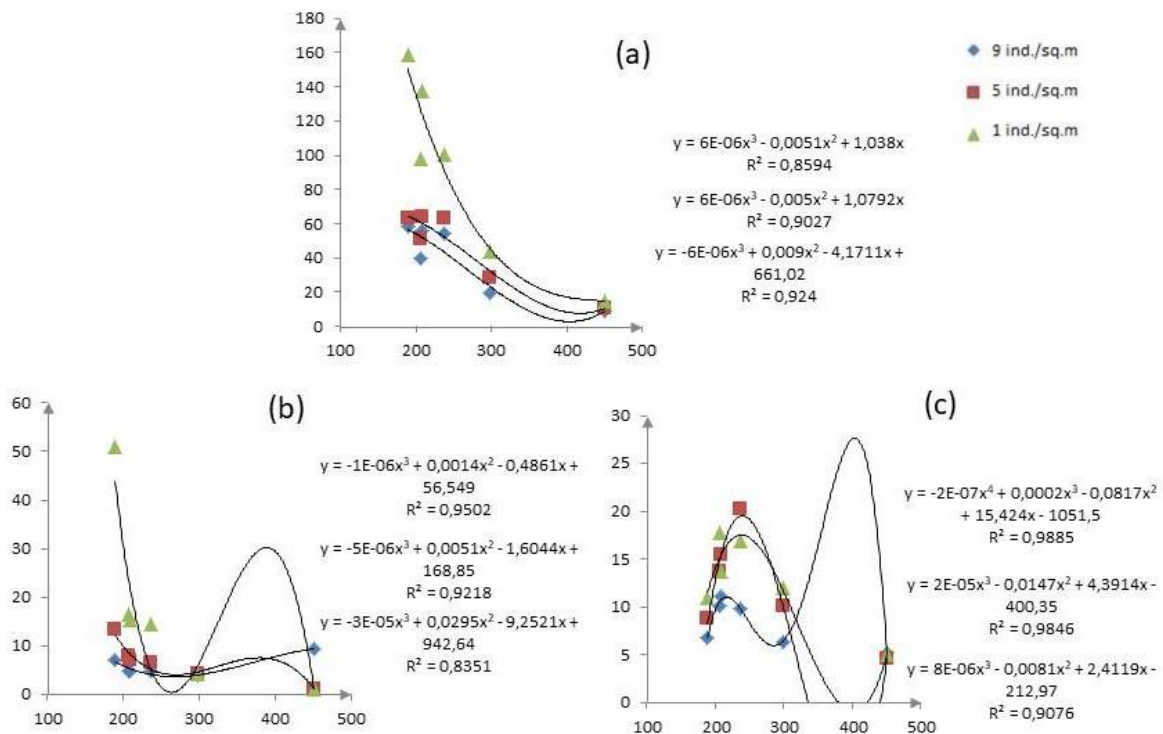 180
160
140
120
100
80
60
40
20
0
100 200 300 400 500
(a)
9 ind./sq.m
5 ind./sq.m
1 ind./sq.m
y = 6E-06x³ - 0,0051x² + 1,038x
R² = 0,8594
y = 6E-06x³ - 0,005x² + 1,0792x
R² = 0,9027
y = -6E-06x³ + 0,009x² - 4,1711x +
661,02
R² = 0,924
60
50
40
30
20
10
0
100 200 300 400 500
(b)
y = -1E-06x³ + 0,0014x² - 0,4861x +
56,549
R² = 0,9502
y = -5E-06x³ + 0,0051x² - 1,6044x +
168,85
R² = 0,9218
y = -3E-05x³ + 0,0295x² - 9,2521x +
942,64
R² = 0,8351
30
25
20
15
10
5
0
100 200 300 400 500
(c)
y = -2E-07x⁴ + 0,0002x³ - 0,0817x²
+ 15,424x - 1051,5
R² = 0,9885
y = 2E-05x³ - 0,0147x² + 4,3914x -
400,35
R² = 0,9846
y = 8E-06x³ - 0,0081x² + 2,4119x -
212,97
R² = 0,9076